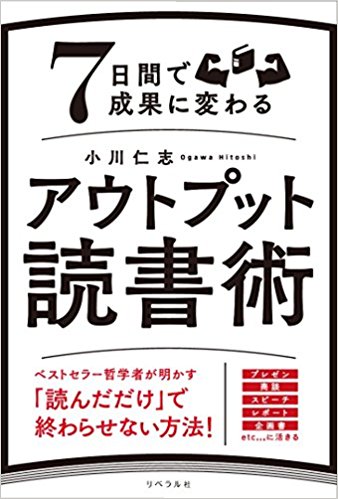 7日間で
成果に変わる
小川仁志 Ogawa Hitoshi
アウトプット
読書術
ベストセラー哲学者が明かす
「読んだだけ」で
終わらせない方法！
プレゼン
商談
スピーチ
レポート
企画書
etc...に活きる
リベラル社